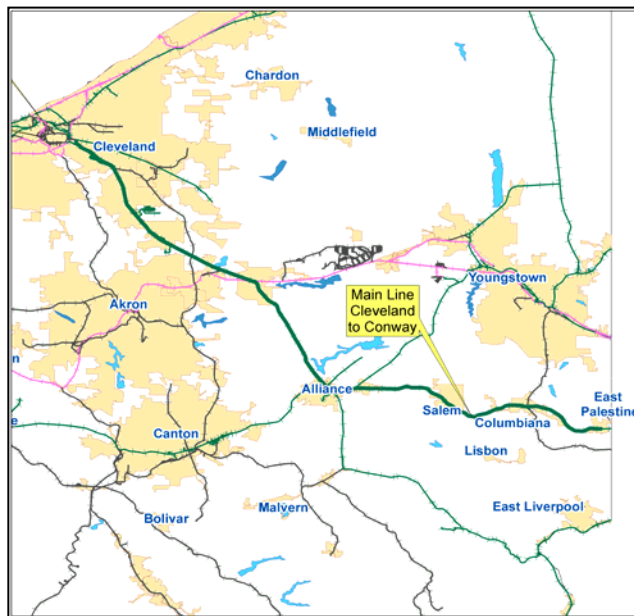 Chardon
Middlefield
Cleveland
Youngstown
Main Line
Cleveland
to Conway
Akron
n
Alliance
East
Palestine
Salem
Columbiana
e
Canton
Lisbon
Bolivar
Malvern
East Liverpool